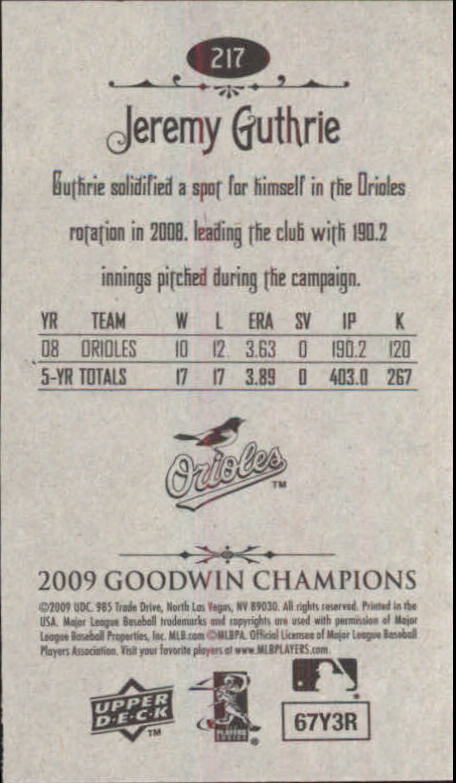 217
Jeremy Guthrie
Guthrie solidified a spot for himself in the Orioles
rotation in 2008, leading the club with 190.2
innings pitched during the campaign.
YR TEAM W L ERA SV IP K
08 ORIOLES 10 12 3.63 0 190.2 120
5-YR TOTALS 17 17 3.89 0 403.0 267
Orioles TM
2009 GOODWIN CHAMPIONS
©2009 UDC. 985 Trade Drive, North Las Vegas, NV 89030. All rights reserved. Printed in the
USA. Major League Baseball trademarks and copyrights are used with permission of Major
League Baseball Properties, Inc. MLB.com ©MLBPA. Official Licensee of Major League Baseball
Players Association. Visit your favorite players at www.MLBPLAYERS.com.
UPPER
D·E·C·K
TM
®
67Y3R